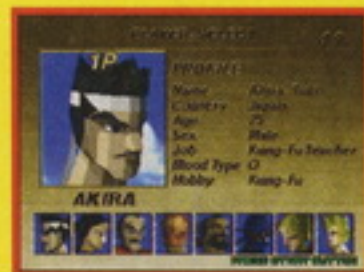 1P
PROFILE
Name Akira Yuki
Country Japan
Age 25
Sex Male
Job Kung-Fu Teacher
Blood Type O
Hobby Kung-Fu
AKIRA